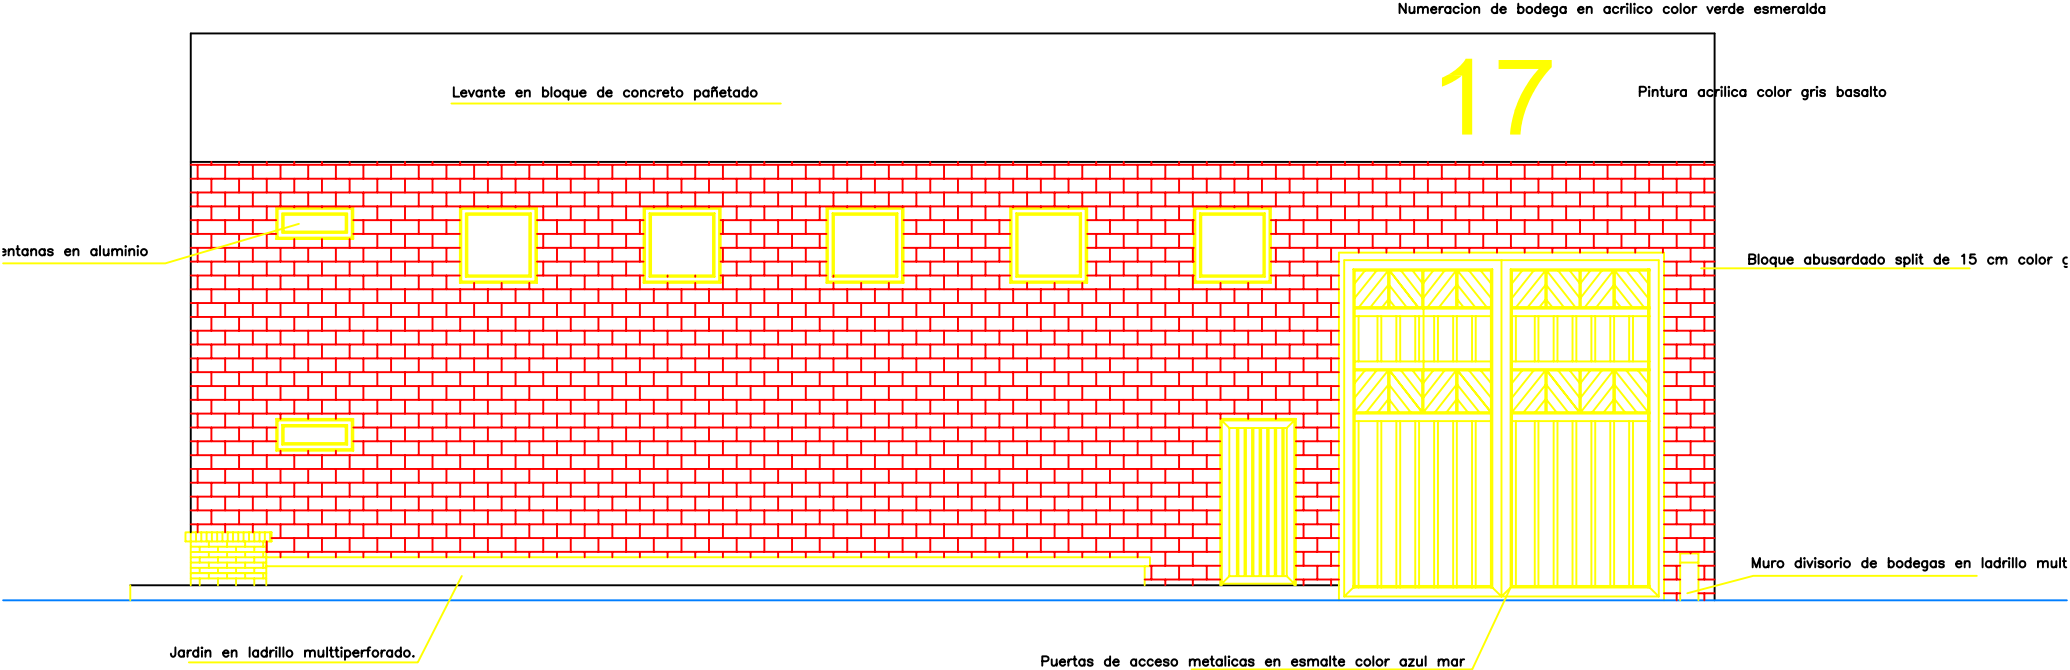 Numeracion de bodega en acrilico color verde esmeralda
17
Levante en bloque de concreto pañetado
Pintura acrilica color gris basalto
entanas en aluminio
Bloque abusardado split de 15 cm color g
Muro divisorio de bodegas en ladrillo mult
Jardin en ladrillo multtiperforado.
Puertas de acceso metalicas en esmalte color azul mar